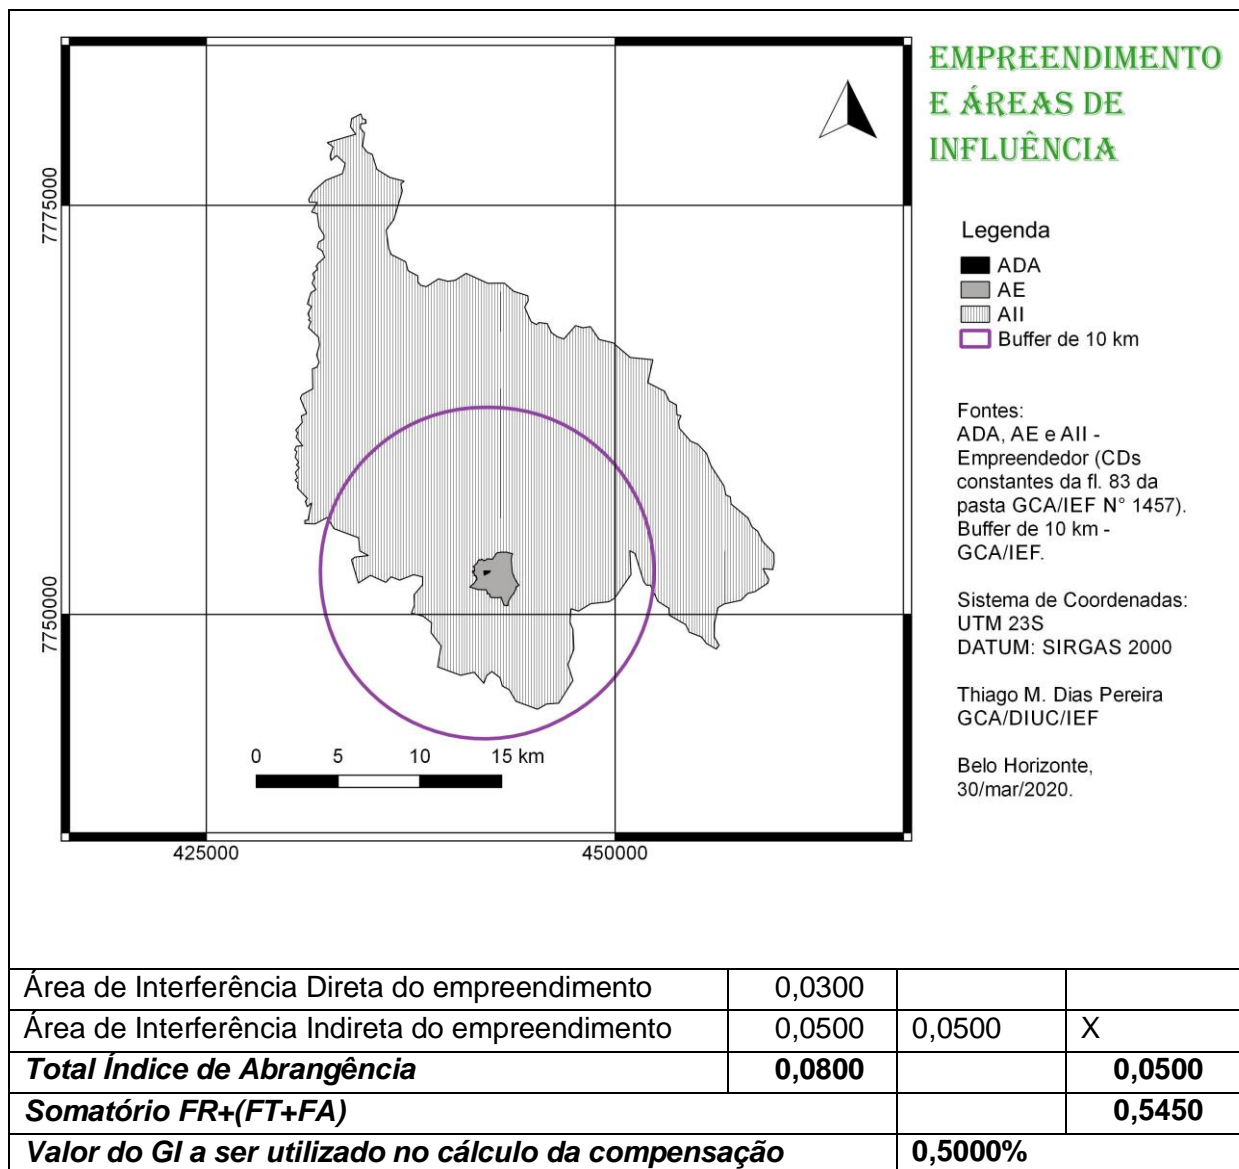 EMPREENDIMENTO
E ÁREAS DE
INFLUÊNCIA
7775000
7750000
425000
450000
0 5 10 15 km
Legenda
ADA
AE
AII
Buffer de 10 km
Fontes:
ADA, AE e AII -
Empreendedor (CDs
constantes da fl. 83 da
pasta GCA/IEF N° 1457).
Buffer de 10 km -
GCA/IEF.
Sistema de Coordenadas:
UTM 23S
DATUM: SIRGAS 2000
Thiago M. Dias Pereira
GCA/DIUC/IEF
Belo Horizonte,
30/mar/2020.
Área de Interferência Direta do empreendimento 0,0300
Área de Interferência Indireta do empreendimento 0,0500 0,0500 X
Total Índice de Abrangência 0,0800 0,0500
Somatório FR+(FT+FA) 0,5450
Valor do GI a ser utilizado no cálculo da compensação 0,5000%